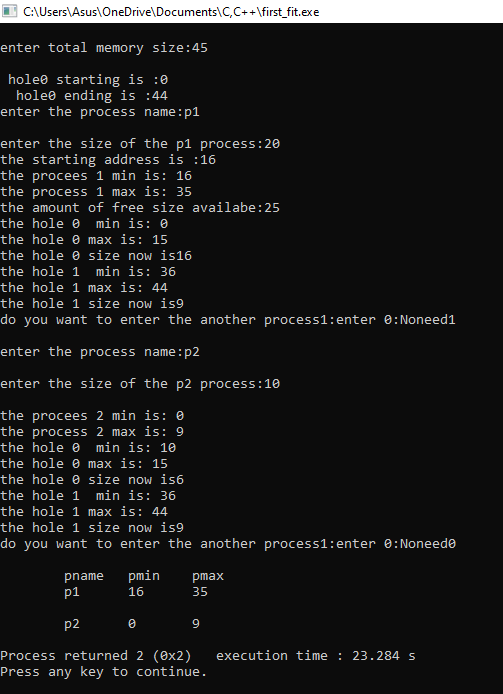 C:\Users\Asus\OneDrive\Documents\C,C++\first_fit.exe
enter total memory size:45
hole0 starting is :0
hole0 ending is :44
enter the process name:p1
enter the size of the p1 process:20
the starting address is :16
the procees 1 min is: 16
the process 1 max is: 35
the amount of free size availabe:25
the hole 0  min is: 0
the hole 0 max is: 15
the hole 0 size now is16
the hole 1  min is: 36
the hole 1 max is: 44
the hole 1 size now is9
do you want to enter the another process1:enter 0:Noneed1
enter the process name:p2
enter the size of the p2 process:10
the procees 2 min is: 0
the process 2 max is: 9
the hole 0  min is: 10
the hole 0 max is: 15
the hole 0 size now is6
the hole 1  min is: 36
the hole 1 max is: 44
the hole 1 size now is9
do you want to enter the another process1:enter 0:Noneed0
pname   pmin    pmax
p1      16      35
p2      0       9
Process returned 2 (0x2)   execution time : 23.284 s
Press any key to continue.